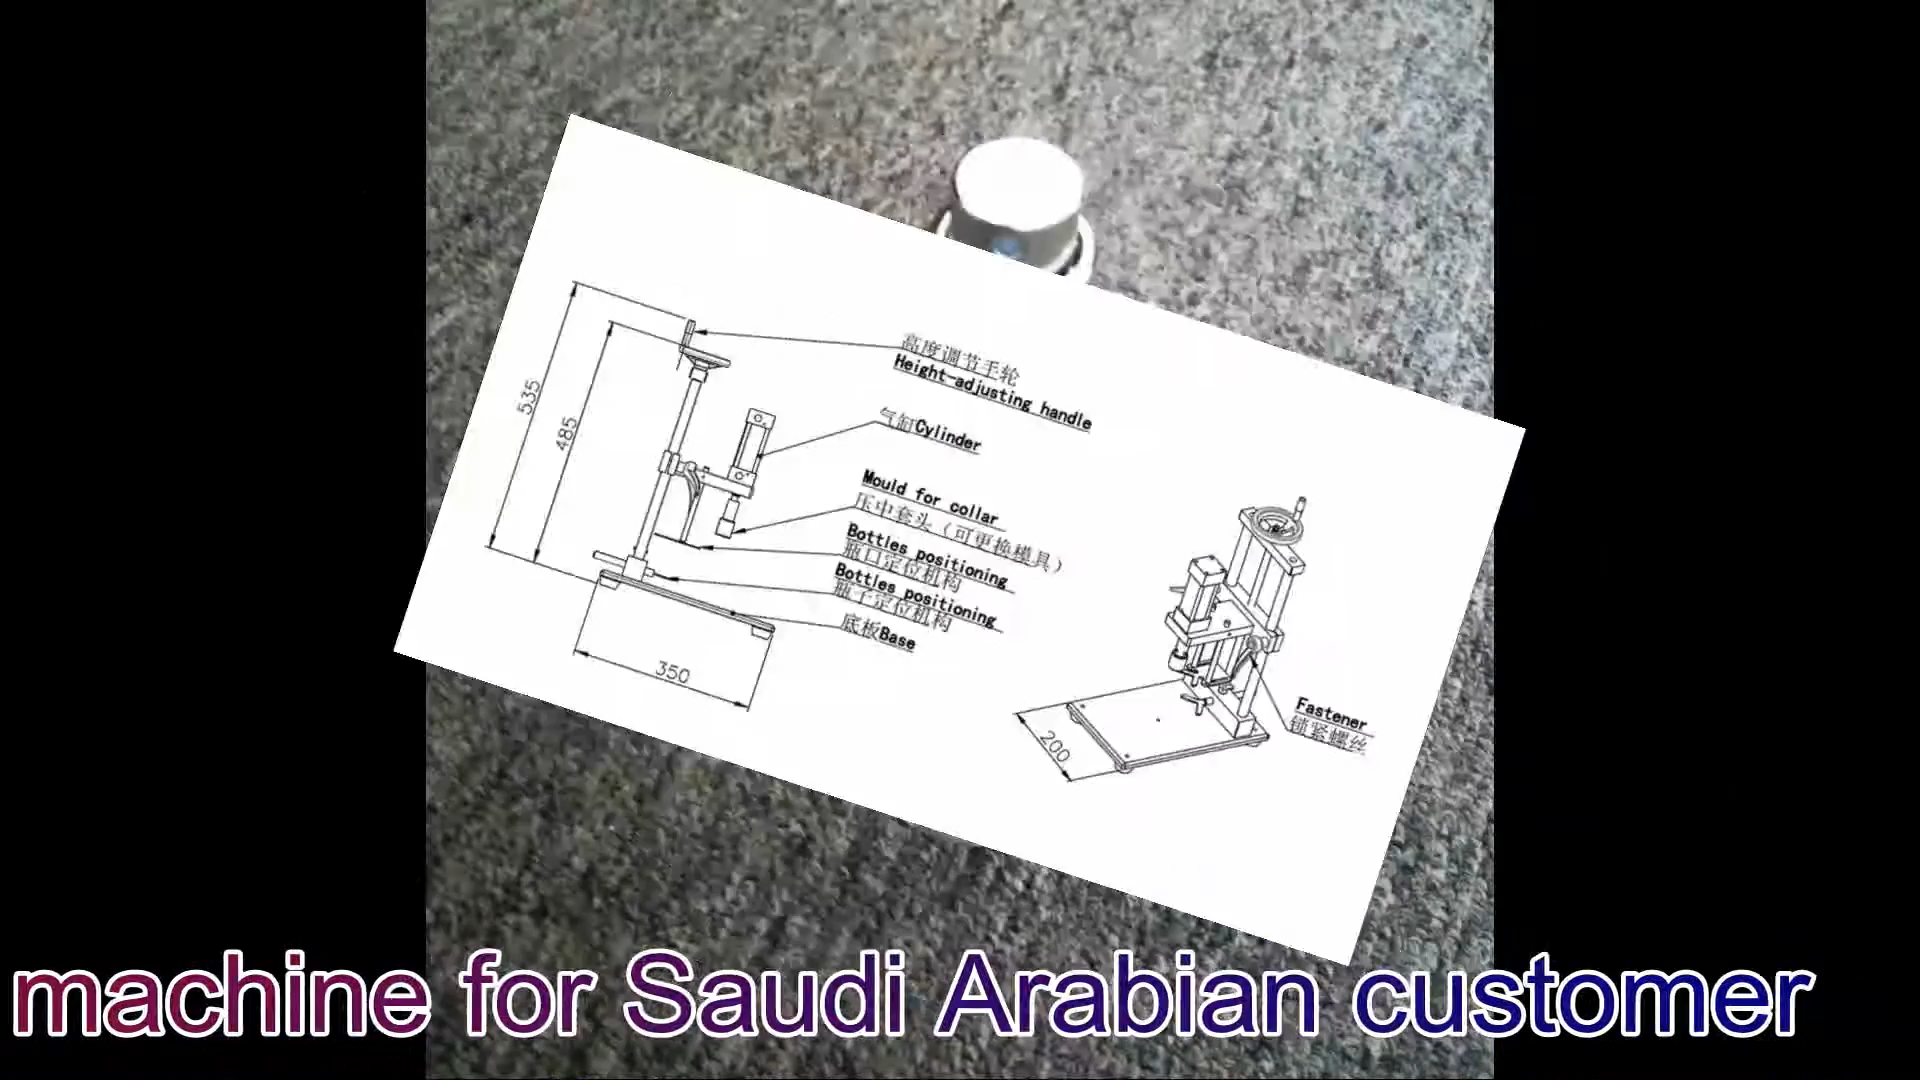 高度调节手轮
Height-adjusting handle
气缸Cylinder
Mould for collar
压中套头（可更换模具）
Bottles positioning
瓶口定位机构
Bottles positioning
瓶子定位机构
底板Base
535
485
350
200
Fastener
锁紧螺丝
machine for Saudi Arabian customer